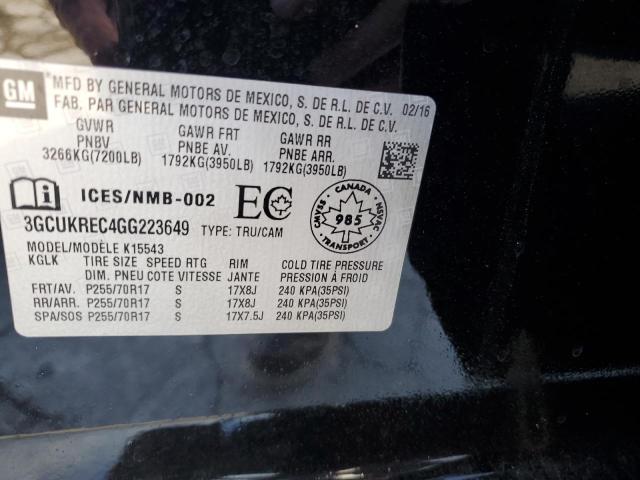 GM
MFD BY GENERAL MOTORS DE MEXICO, S. DE R.L. DE C.V. 02/16
FAB. PAR GENERAL MOTORS DE MEXICO, S. DE R.L. DE C.V.
GVWR GAWR FRT GAWR RR
PNBV PNBE AV. PNBE ARR.
3266KG(7200LB) 1792KG(3950LB) 1792KG(3950LB)
ICES/NMB-002 EC
CANADA
CMVSS 985 NSVAC
TRANSPORT
3GCUKREC4GG223649 TYPE: TRU/CAM
MODEL/MODÈLE K15543
KGLK TIRE SIZE SPEED RTG RIM COLD TIRE PRESSURE
DIM. PNEU COTE VITESSE JANTE PRESSION À FROID
FRT/AV. P255/70R17 S 17X8J 240 KPA(35PSI)
RR/ARR. P255/70R17 S 17X8J 240 KPA(35PSI)
SPA/SOS P255/70R17 S 17X7.5J 240 KPA(35PSI)